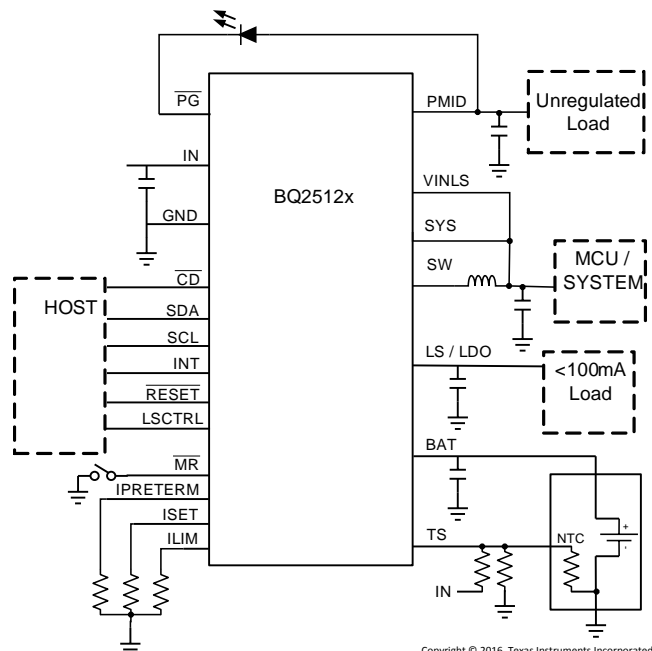 PG
PMID
Unregulated
Load
IN
BQ2512x
VINLS
GND
SYS
SW
MCU /
SYSTEM
HOST
CD
SDA
SCL
INT
RESET
LSCTRL
LS / LDO
<100mA
Load
MR
BAT
IPRETERM
ISET
ILIM
TS
NTC
+
-
IN
Copyright © 2016, Texas Instruments Incorporated